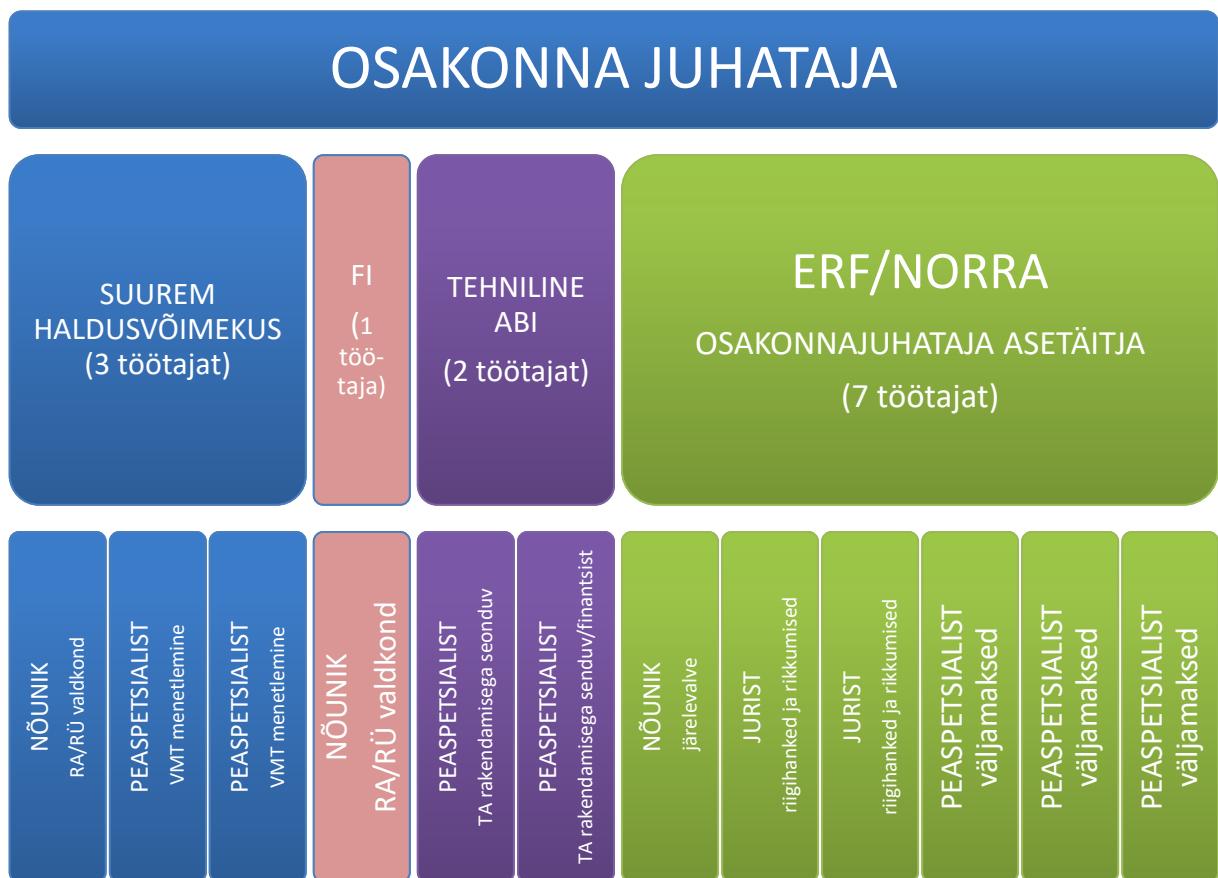 OSAKONNA JUHATAJA
SUUREM
HALDUSVÕIMEKUS
(3 töötajat)
FI
(1
töö-
taja)
TEHNILINE
ABI
(2 töötajat)
ERF/NORRA
OSAKONNAJUHATAJA ASETÄITJA
(7 töötajat)
NÕUNIK
RA/RÜ valdkond
PEASPETSIALIST
VMT menetlemine
PEASPETSIALIST
VMT menetlemine
NÕUNIK
RA/RÜ valdkond
PEASPETSIALIST
TA rakendamisega seonduv
PEASPETSIALIST
TA rakendamisega senduv/finantsist
NÕUNIK
järelevalve
JURIST
riigihanked ja rikkumised
JURIST
riigihanked ja rikkumised
PEASPETSIALIST
väljamaksed
PEASPETSIALIST
väljamaksed
PEASPETSIALIST
väljamaksed